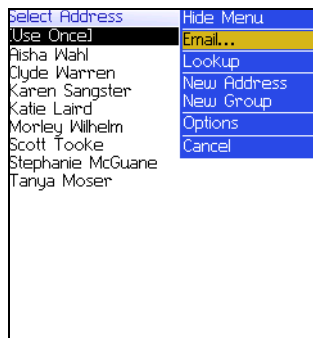 Select Address
[Use Once]
Aisha Wahl
Clyde Warren
Karen Sangster
Katie Laird
Morley Wilhelm
Scott Tooke
Stephanie McGuane
Tanya Moser
Hide Menu
Email...
Lookup
New Address
New Group
Options
Cancel